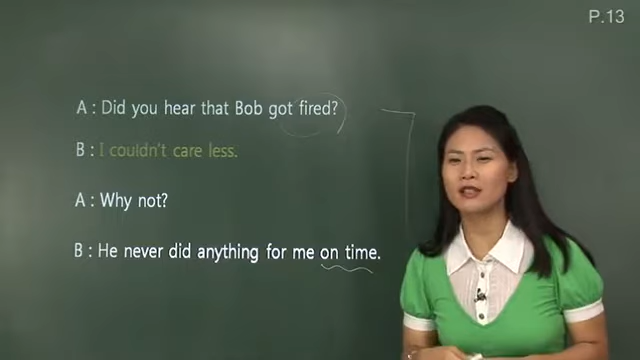 P.13
A : Did you hear that Bob got fired?
B : I couldn't care less.
A : Why not?
B : He never did anything for me on time.